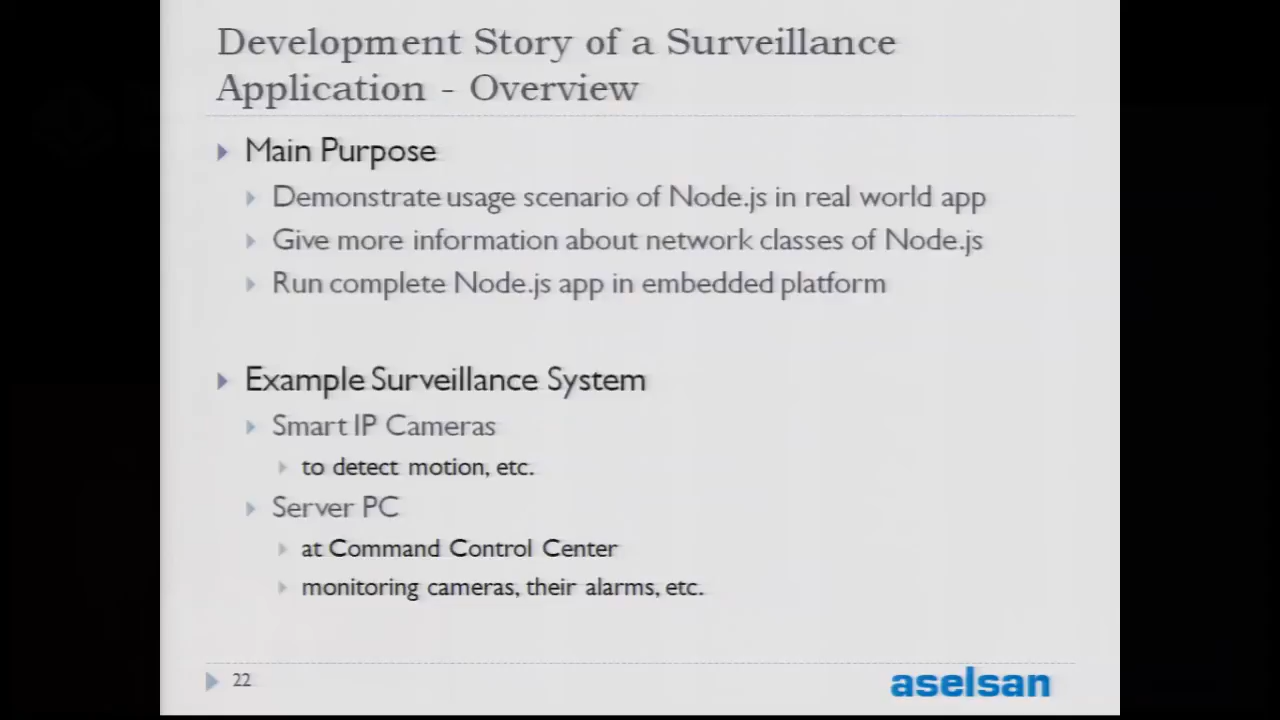 Development Story of a Surveillance
Application - Overview
Main Purpose
Demonstrate usage scenario of Node.js in real world app
Give more information about network classes of Node.js
Run complete Node.js app in embedded platform
Example Surveillance System
Smart IP Cameras
to detect motion, etc.
Server PC
at Command Control Center
monitoring cameras, their alarms, etc.
22
aselsan